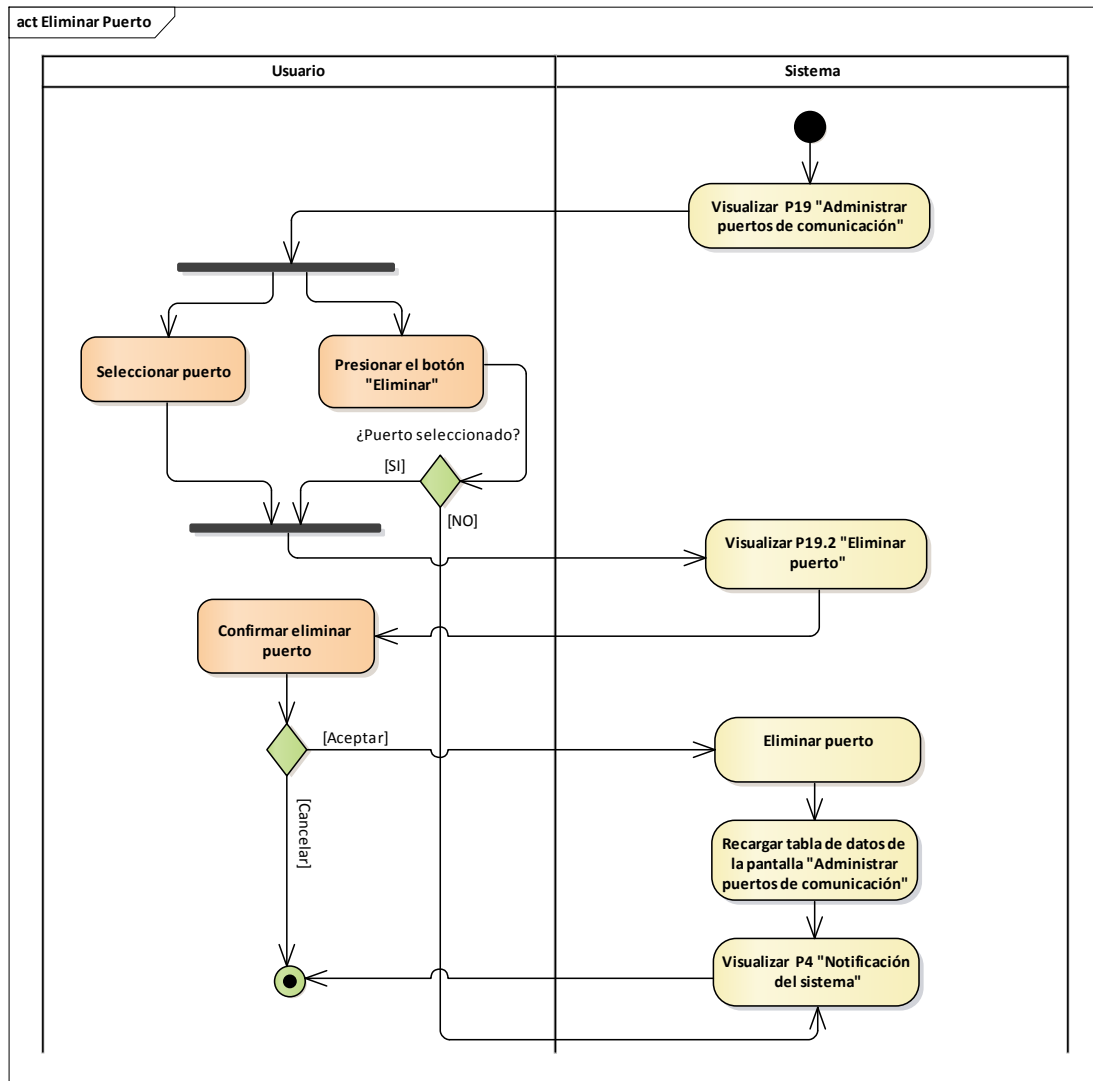 act Eliminar Puerto
Usuario
Sistema
Visualizar P19 "Administrar
puertos de comunicación"
Seleccionar puerto
Presionar el botón
"Eliminar"
¿Puerto seleccionado?
[SI]
[NO]
Visualizar P19.2 "Eliminar
puerto"
Confirmar eliminar
puerto
[Aceptar]
Eliminar puerto
[Cancelar]
Recargar tabla de datos de
la pantalla "Administrar
puertos de comunicación"
Visualizar P4 "Notificación
del sistema"